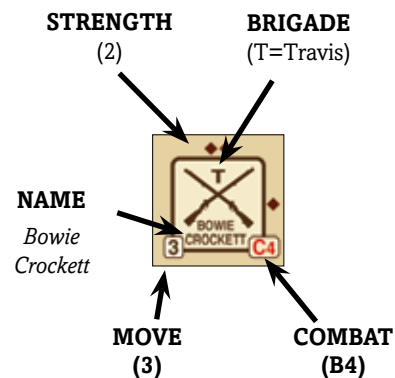 STRENGTH
(2)
BRIGADE
(T=Travis)
T
NAME
Bowie
Crockett
BOWIE
CROCKETT
3
C4
MOVE
(3)
COMBAT
(B4)